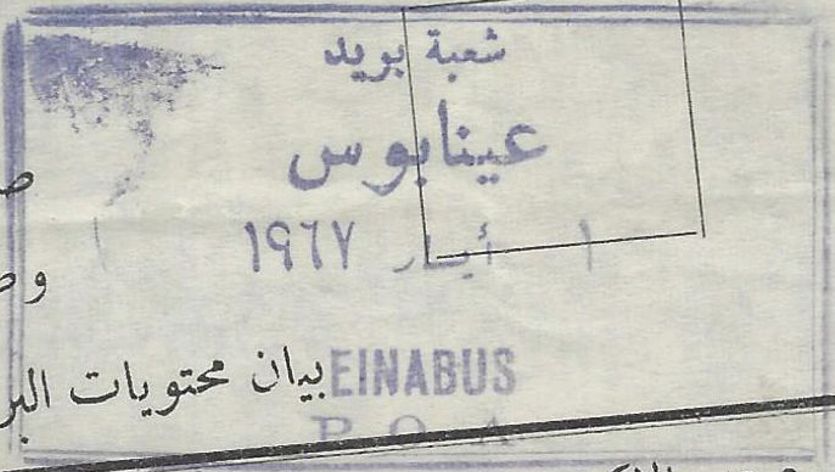 شعبة بريد
عينابوس
١ أيار ١٩٦٧
EINABUS
P.O.A
بيان محتويات